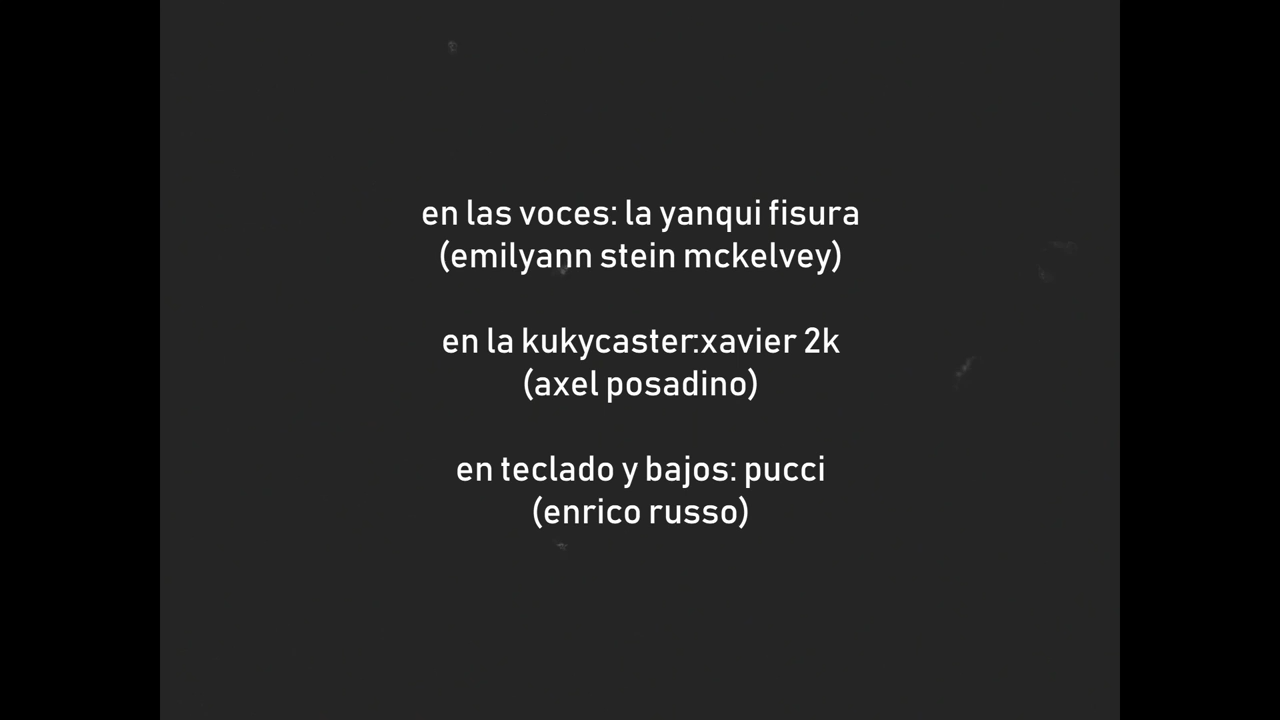 en las voces: la yanqui fisura
(emilyann stein mckelvey)
en la kukycaster:xavier 2k
(axel posadino)
en teclado y bajos: pucci
(enrico russo)